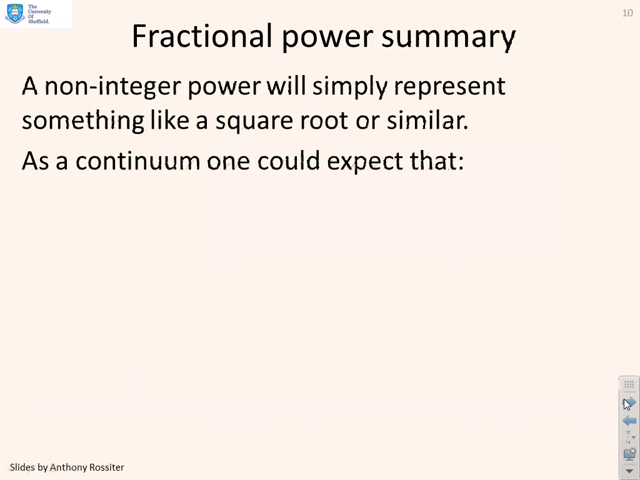 The
University
Of
Sheffield.
10
Fractional power summary
A non-integer power will simply represent
something like a square root or similar.
As a continuum one could expect that:
Slides by Anthony Rossiter